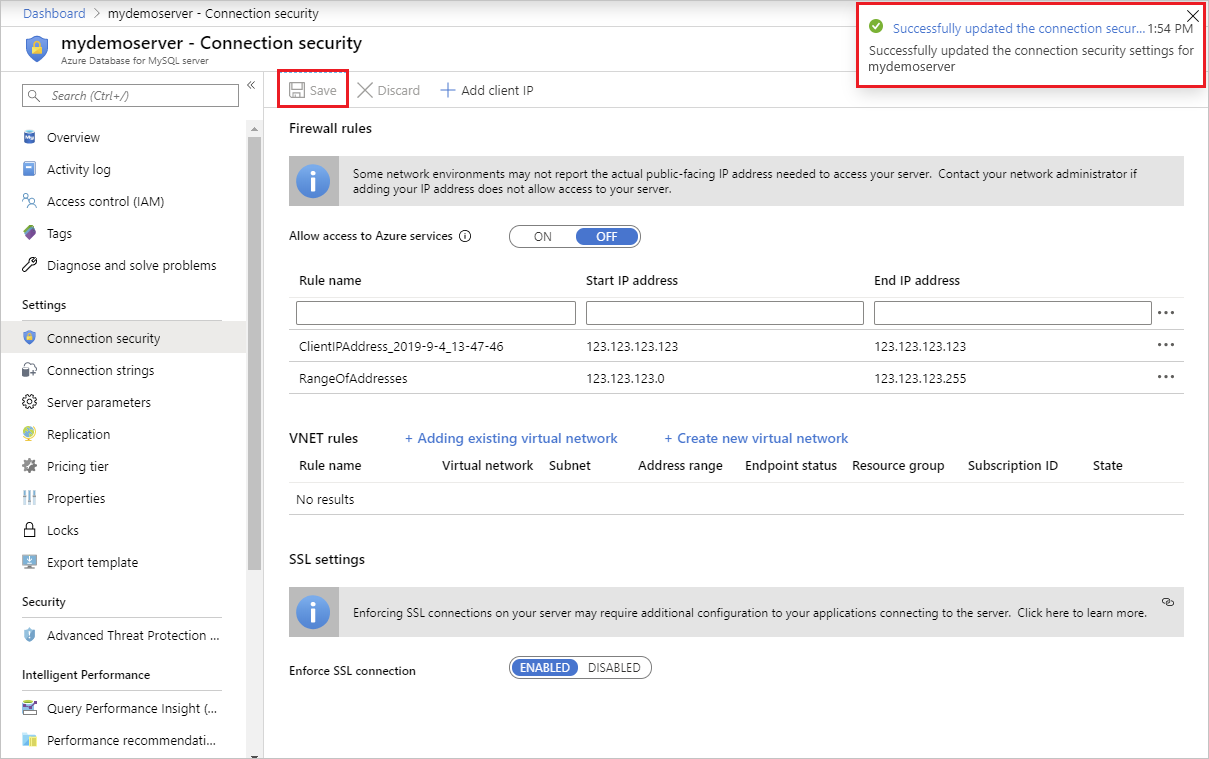 Dashboard > mydemoserver - Connection security
mydemoserver - Connection security
Azure Database for MySQL server
Successfully updated the connection secur... 1:54 PM
Successfully updated the connection security settings for
mydemoserver
Search (Ctrl+/)
«
Overview
Activity log
Access control (IAM)
Tags
Diagnose and solve problems
Settings
Connection security
Connection strings
Server parameters
Replication
Pricing tier
Properties
Locks
Export template
Security
Advanced Threat Protection ...
Intelligent Performance
Query Performance Insight (...
Performance recommendati...
Save Discard + Add client IP
Firewall rules
Some network environments may not report the actual public-facing IP address needed to access your server. Contact your network administrator if
adding your IP address does not allow access to your server.
Allow access to Azure services ON OFF
Rule name Start IP address End IP address
...
ClientIPAddress_2019-9-4_13-47-46 123.123.123.123 123.123.123.123 ...
RangeOfAddresses 123.123.123.0 123.123.123.255 ...
VNET rules + Adding existing virtual network + Create new virtual network
Rule name Virtual network Subnet Address range Endpoint status Resource group Subscription ID State
No results
SSL settings
Enforcing SSL connections on your server may require additional configuration to your applications connecting to the server. Click here to learn more.
Enforce SSL connection ENABLED DISABLED